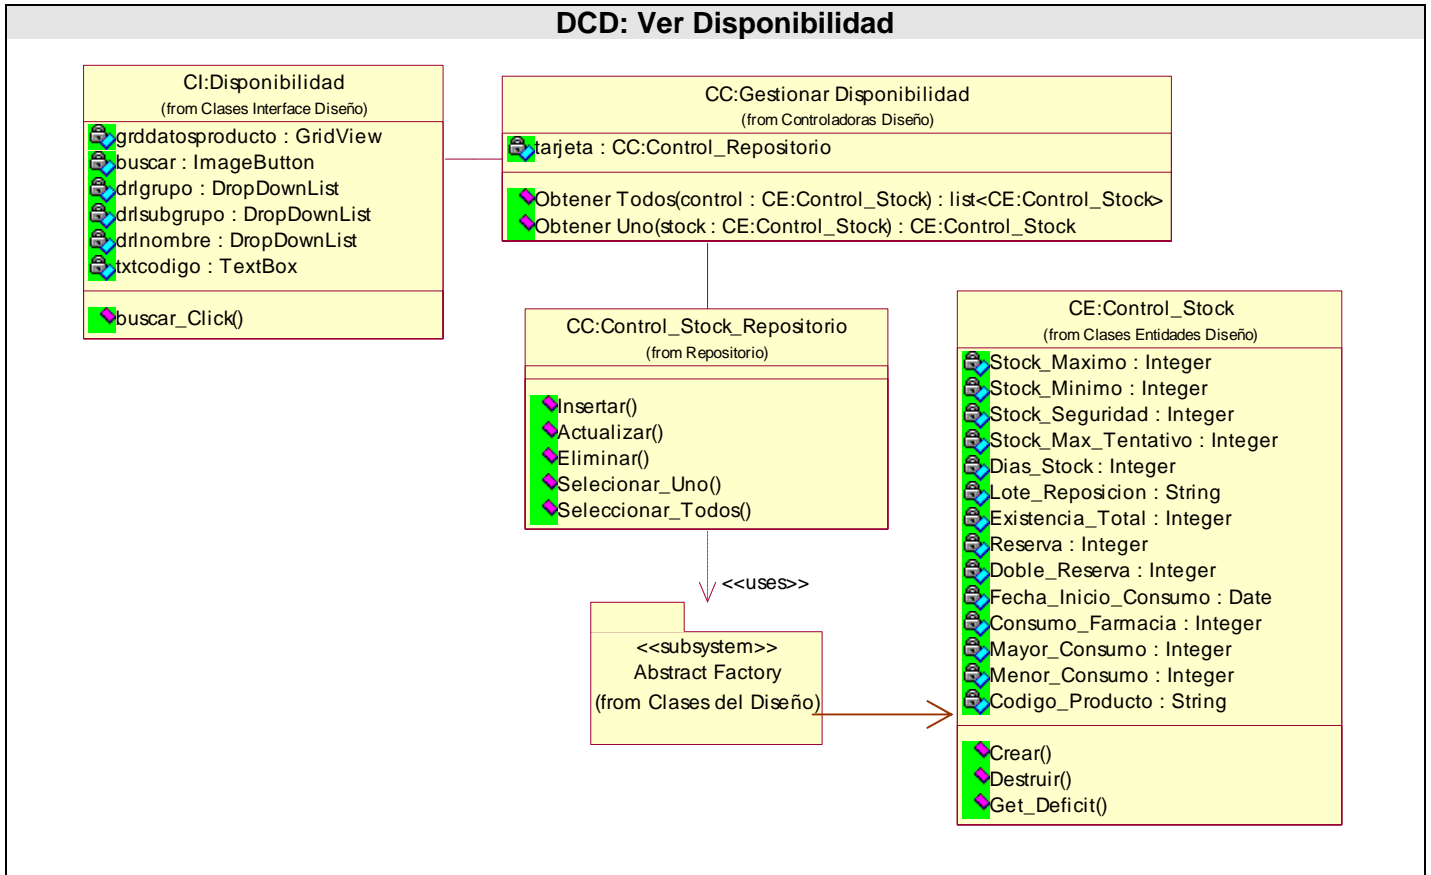 DCD: Ver Disponibilidad
CI:Disponibilidad
(from Clases Interface Diseño)
grddatosproducto : GridView
buscar : ImageButton
drlgrupo : DropDownList
drlsubgrupo : DropDownList
drlnombre : DropDownList
txtcodigo : TextBox
buscar_Click()
CC:Gestionar Disponibilidad
(from Controladoras Diseño)
tarjeta : CC:Control_Repositorio
Obtener Todos(control : CE:Control_Stock) : list<CE:Control_Stock>
Obtener Uno(stock : CE:Control_Stock) : CE:Control_Stock
CC:Control_Stock_Repositorio
(from Repositorio)
Insertar()
Actualizar()
Eliminar()
Selecionar_Uno()
Seleccionar_Todos()
<<uses>>
<<subsystem>>
Abstract Factory
(from Clases del Diseño)
CE:Control_Stock
(from Clases Entidades Diseño)
Stock_Maximo : Integer
Stock_Minimo : Integer
Stock_Seguridad : Integer
Stock_Max_Tentativo : Integer
Dias_Stock : Integer
Lote_Reposicion : String
Existencia_Total : Integer
Reserva : Integer
Doble_Reserva : Integer
Fecha_Inicio_Consumo : Date
Consumo_Farmacia : Integer
Mayor_Consumo : Integer
Menor_Consumo : Integer
Codigo_Producto : String
Crear()
Destruir()
Get_Deficit()